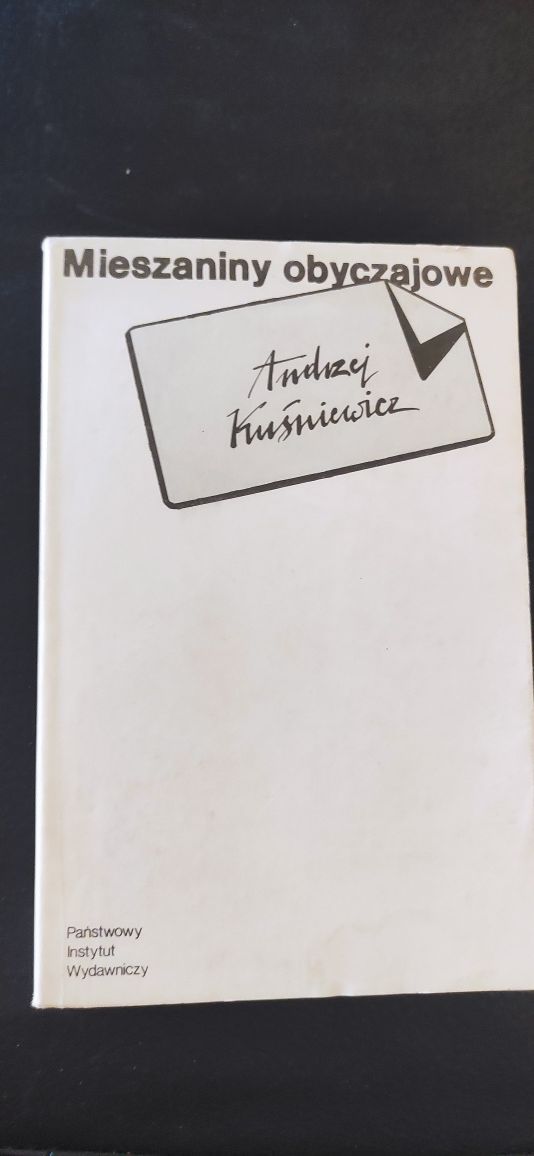 Mieszaniny obyczajowe
Andrzej
Kuśniewicz
Państwowy
Instytut
Wydawniczy